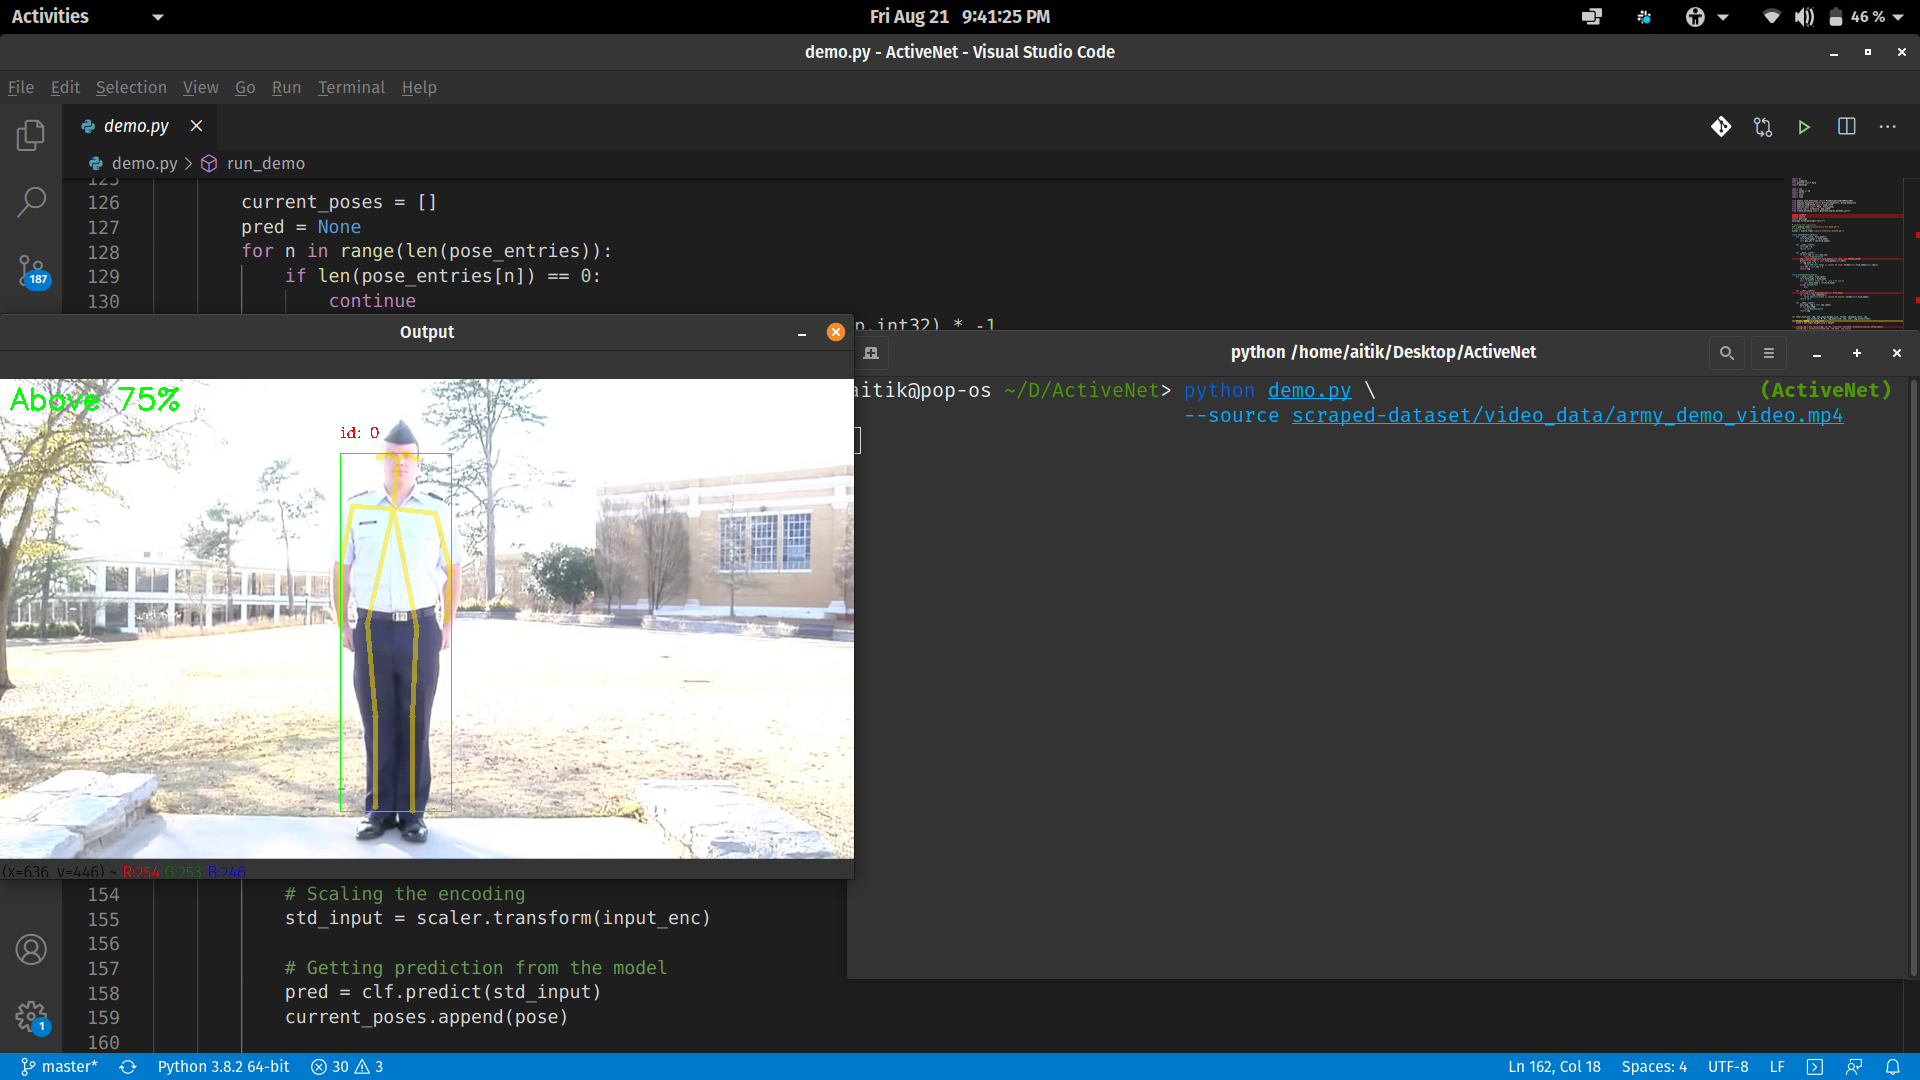 Activities
Fri Aug 21 9:41:25 PM
46 %
demo.py - ActiveNet - Visual Studio Code
File Edit Selection View Go Run Terminal Help
demo.py
demo.py > run_demo
125
126 current_poses = []
127 pred = None
128 for n in range(len(pose_entries)):
129 if len(pose_entries[n]) == 0:
130 continue
p.int32) * -1
187
Output
Above 75%
id: 0
(x=636, y=446) ~ R:254 G:253 B:246
python /home/aitik/Desktop/ActiveNet
aitik@pop-os ~/D/ActiveNet> python demo.py \ (ActiveNet)
--source scraped-dataset/video_data/army_demo_video.mp4
154 # Scaling the encoding
155 std_input = scaler.transform(input_enc)
156
157 # Getting prediction from the model
158 pred = clf.predict(std_input)
159 current_poses.append(pose)
160
1
master* Python 3.8.2 64-bit 30 3 Ln 162, Col 18 Spaces: 4 UTF-8 LF